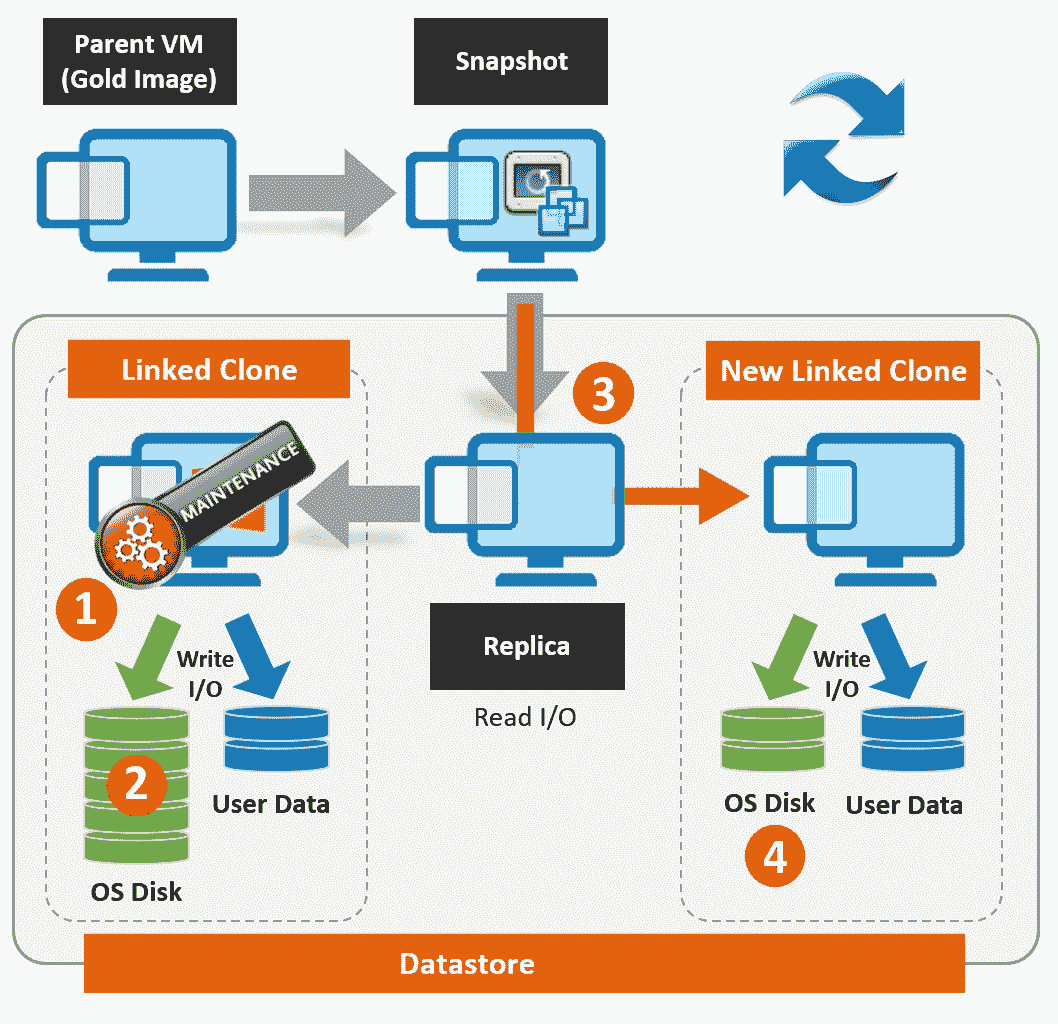 Parent VM
(Gold Image)
Snapshot
Linked Clone
New Linked Clone
3
MAINTENANCE
1
Replica
Read I/O
Write
I/O
2
User Data
OS Disk
Write
I/O
OS Disk
User Data
4
Datastore